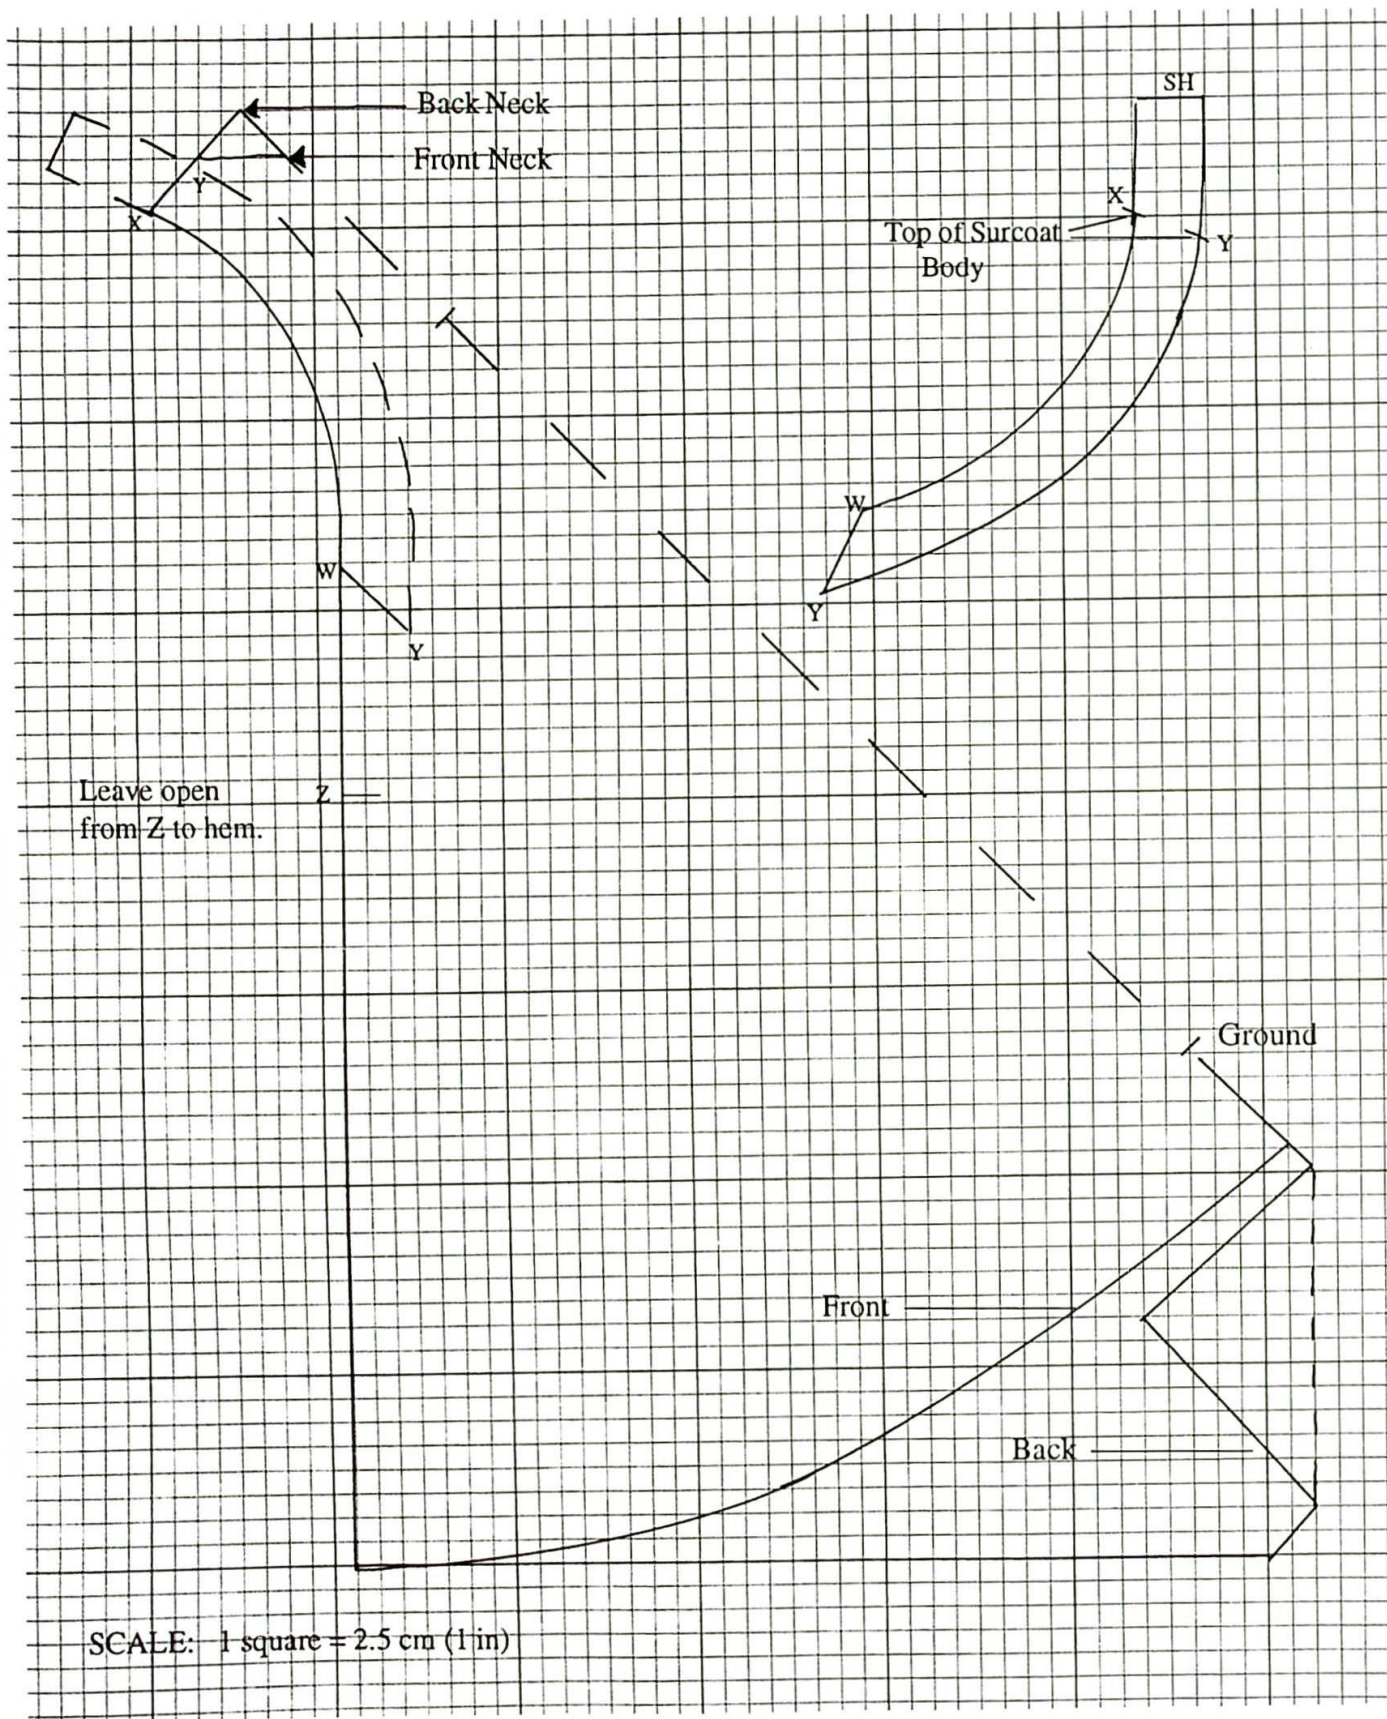 SH
Back Neck
Front Neck
Y
X
X
Top of Surcoat
Body
Y
W
Y
W
Y
Leave open
from Z to hem.
Z
Ground
Front
Back
SCALE: 1 square = 2.5 cm (1 in)